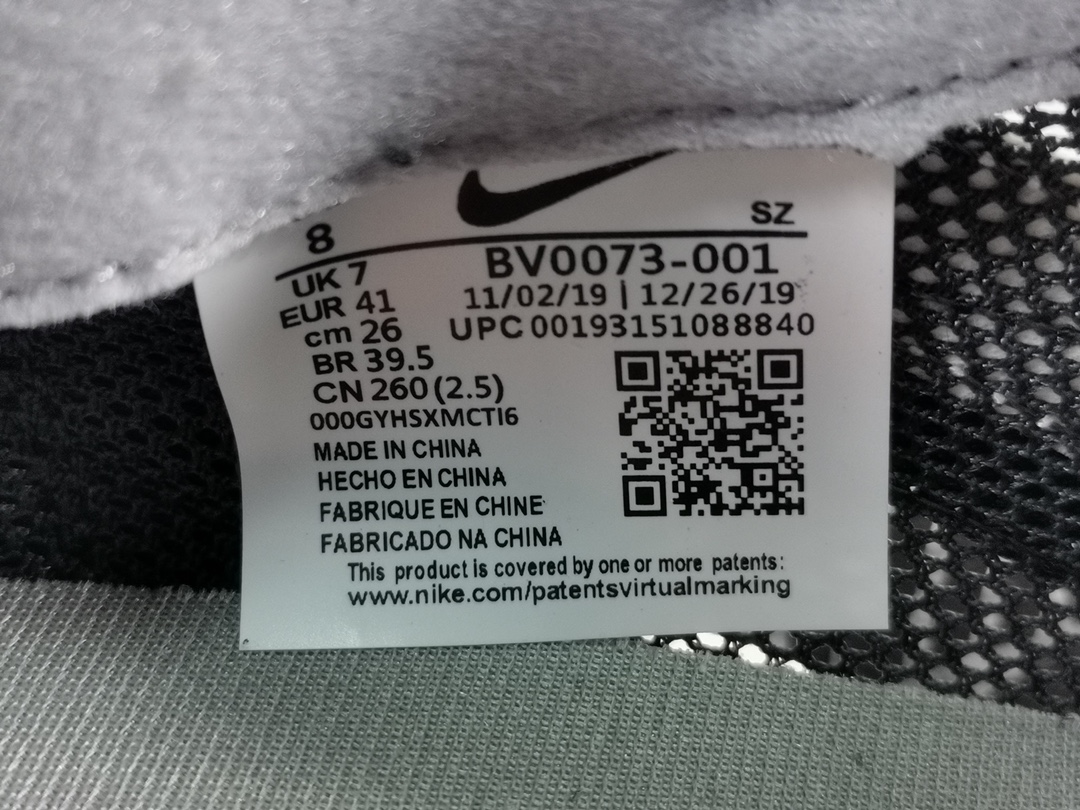 8
SZ
UK 7
BV0073-001
EUR 41
11/02/19 | 12/26/19
cm 26
UPC 00193151088840
BR 39.5
CN 260 (2.5)
000GYHSXMCTI6
MADE IN CHINA
HECHO EN CHINA
FABRIQUE EN CHINE
FABRICADO NA CHINA
This product is covered by one or more patents:
www.nike.com/patentsvirtualmarking